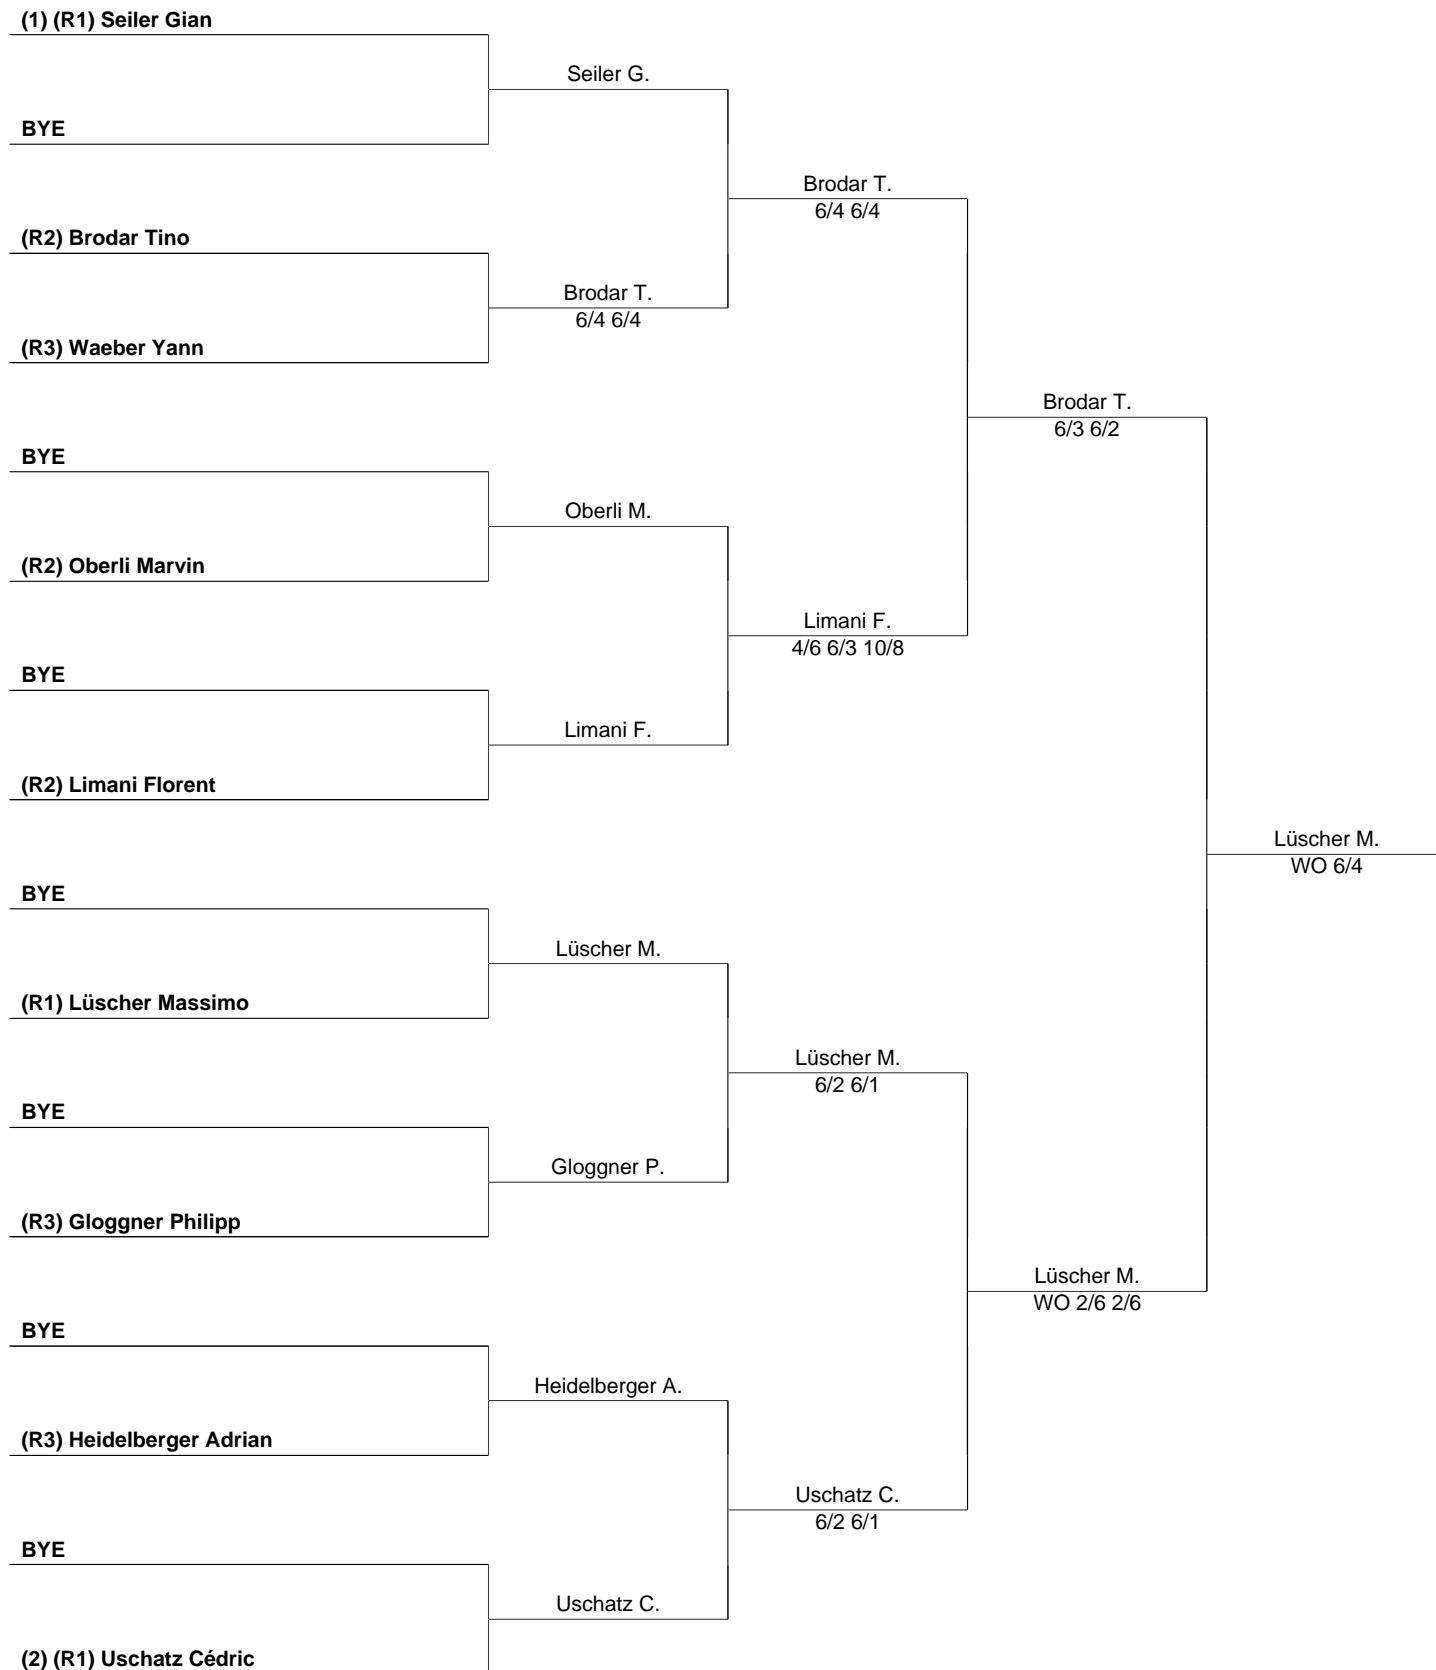 (1) (R1) Seiler Gian
Seiler G.
BYE
Brodar T.
6/4 6/4
(R2) Brodar Tino
Brodar T.
6/4 6/4
(R3) Waeber Yann
Brodar T.
6/3 6/2
BYE
Oberli M.
(R2) Oberli Marvin
Limani F.
4/6 6/3 10/8
BYE
Limani F.
(R2) Limani Florent
Lüscher M.
WO 6/4
BYE
Lüscher M.
(R1) Lüscher Massimo
Lüscher M.
6/2 6/1
BYE
Gloggner P.
(R3) Gloggner Philipp
Lüscher M.
WO 2/6 2/6
BYE
Heidelberger A.
(R3) Heidelberger Adrian
Uschatz C.
6/2 6/1
BYE
Uschatz C.
(2) (R1) Uschatz Cédric